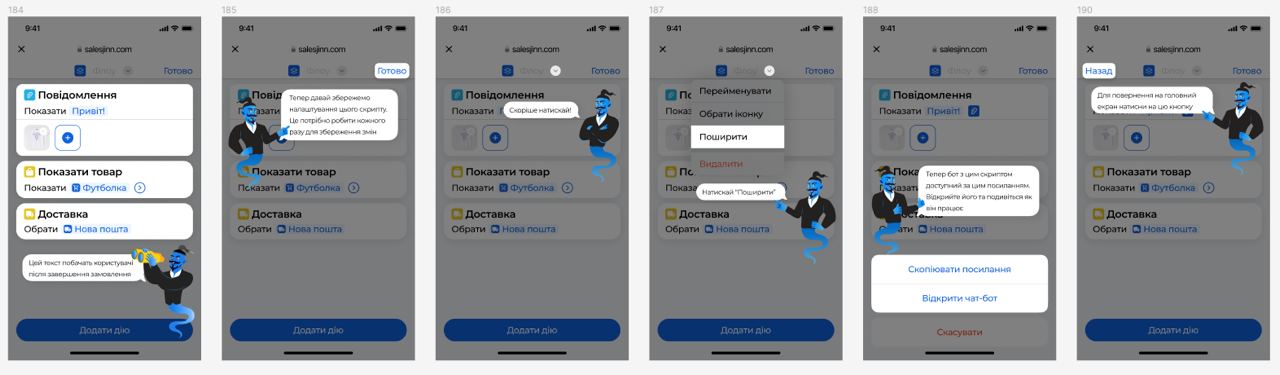 184
9:41
salesjinn.com
Флоу
Готово
Повідомлення
Показати Привіт!
Показати товар
Показати Футболка
Доставка
Обрати Нова пошта
Цей текст побачать користувачі
після завершення замовлення
Додати дію
185
9:41
salesjinn.com
Флоу
Готово
Тепер давай збережемо
налаштування цього скрипту.
Це потрібно робити кожного
разу для збереження змін
Показати товар
Показати Футболка
Доставка
Обрати Нова пошта
Додати дію
186
9:41
salesjinn.com
Флоу
Готово
Повідомлення
Показати Привіт!
Скоріше натискай!
Показати товар
Показати Футболка
Доставка
Обрати Нова пошта
Додати дію
187
9:41
salesjinn.com
Флоу
Готово
Перейменувати
Обрати іконку
Поширити
Видалити
Натискай "Поширити"
Доставка
Обрати Нова пошта
Додати дію
188
9:41
salesjinn.com
Флоу
Готово
Повідомлення
Показати Привіт!
Тепер бот з цим скриптом
доступний за цим посиланням.
Відкрийте його та подивіться як
він працює
Обрати Нова пошта
Скопіювати посилання
Відкрити чат-бот
Скасувати
190
9:41
salesjinn.com
Назад
Флоу
Готово
Для повернення на головний
екран натисни на цю кнопку
Показати товар
Показати Футболка
Доставка
Обрати Нова пошта
Додати дію